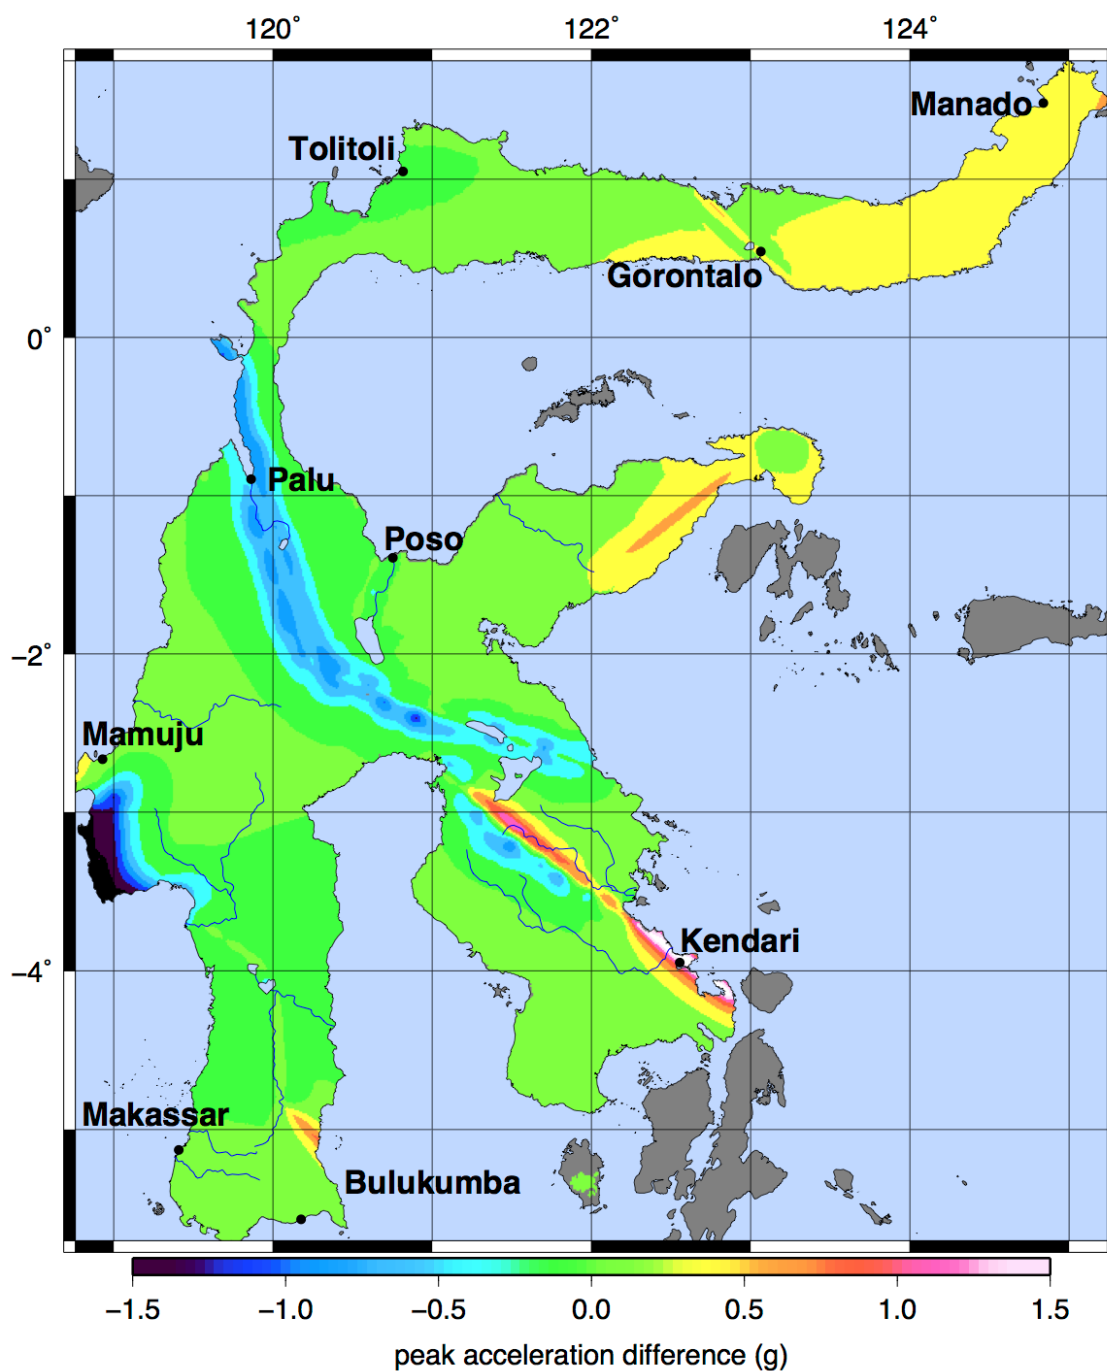 120° 122° 124°
Manado
Tolitoli
Gorontalo
0°
Palu
Poso
−2°
Mamuju
Kendari
−4°
Makassar
Bulukumba
−1.5 −1.0 −0.5 0.0 0.5 1.0 1.5
peak acceleration difference (g)